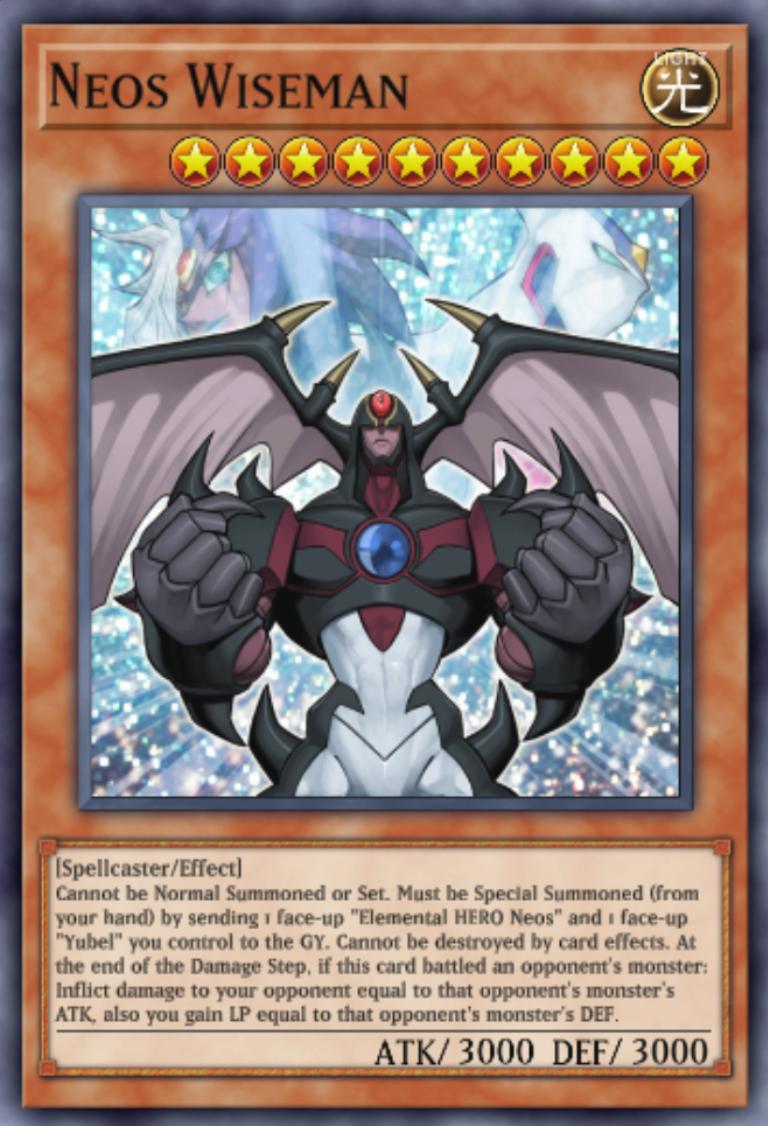 NEOS WISEMAN
LIGHT
光
[Spellcaster/Effect]
Cannot be Normal Summoned or Set. Must be Special Summoned (from
your hand) by sending 1 face-up "Elemental HERO Neos" and 1 face-up
"Yubel" you control to the GY. Cannot be destroyed by card effects. At
the end of the Damage Step, if this card battled an opponent's monster:
Inflict damage to your opponent equal to that opponent's monster's
ATK, also you gain LP equal to that opponent's monster's DEF.
ATK/ 3000 DEF/ 3000